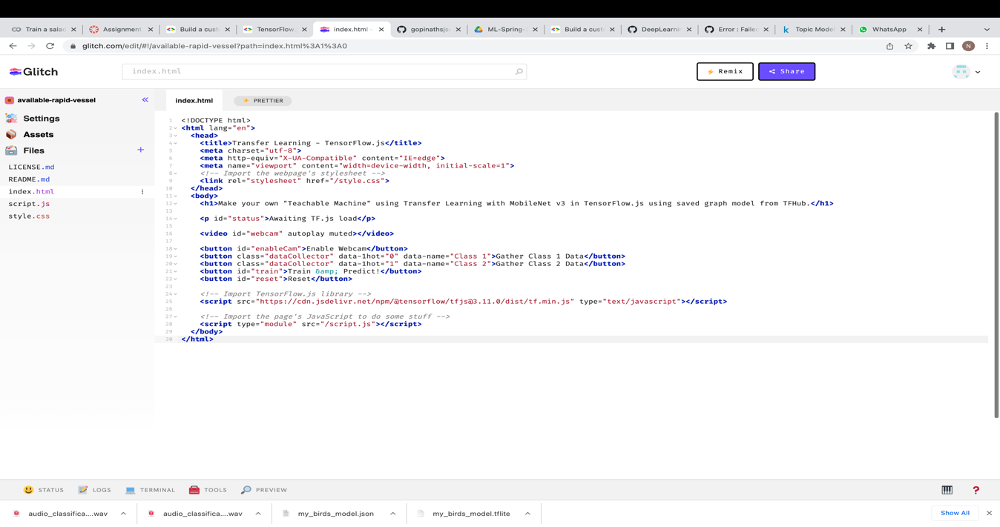 Train a salad
Assignment
Build a custo
TensorFlow.
index.html –
gopinathsjsu
ML-Spring-2
Build a custo
DeepLearnin
Error : Failed
Topic Model
WhatsApp
glitch.com/edit/#!/available-rapid-vessel?path=index.html%3A1%3A0
N
Glitch
index.html
Remix
Share
available-rapid-vessel
«
index.html
PRETTIER
Settings
Assets
Files
+
LICENSE.md
README.md
index.html
script.js
style.css
1 <!DOCTYPE html>
2 <html lang="en">
3 <head>
4 <title>Transfer Learning - TensorFlow.js</title>
5 <meta charset="utf-8">
6 <meta http-equiv="X-UA-Compatible" content="IE=edge">
7 <meta name="viewport" content="width=device-width, initial-scale=1">
8 <!-- Import the webpage's stylesheet -->
9 <link rel="stylesheet" href="/style.css">
10 </head>
11 <body>
12 <h1>Make your own "Teachable Machine" using Transfer Learning with MobileNet v3 in TensorFlow.js using saved graph model from TFHub.</h1>
13
14 <p id="status">Awaiting TF.js load</p>
15
16 <video id="webcam" autoplay muted></video>
17
18 <button id="enableCam">Enable Webcam</button>
19 <button class="dataCollector" data-1hot="0" data-name="Class 1">Gather Class 1 Data</button>
20 <button class="dataCollector" data-1hot="1" data-name="Class 2">Gather Class 2 Data</button>
21 <button id="train">Train &amp; Predict!</button>
22 <button id="reset">Reset</button>
23
24 <!-- Import TensorFlow.js library -->
25 <script src="https://cdn.jsdelivr.net/npm/@tensorflow/tfjs@3.11.0/dist/tf.min.js" type="text/javascript"></script>
26
27 <!-- Import the page's JavaScript to do some stuff -->
28 <script type="module" src="/script.js"></script>
29 </body>
30 </html>
STATUS
LOGS
TERMINAL
TOOLS
PREVIEW
?
audio_classifica....wav
audio_classifica....wav
my_birds_model.json
my_birds_model.tflite
Show All